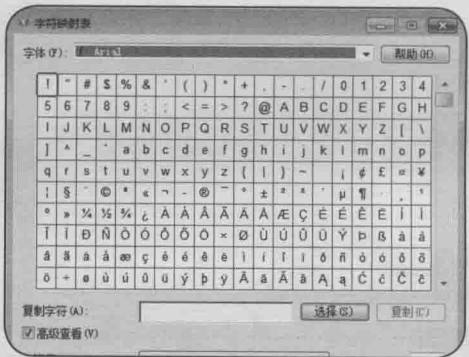 字符映射表
字体(F): Arial 帮助(H)
! " # $ % & ' ( ) * + , - . / 0 1 2 3 4
5 6 7 8 9 : ; < = > ? @ A B C D E F G H
I J K L M N O P Q R S T U V W X Y Z [ \
] ^ _ ` a b c d e f g h i j k l m n o p
q r s t u v w x y z { | } ~ ¡ ¢ £ ¤ ¥
¦ § ¨ © ª « ¬ - ® ¯ ° ± ² ³ ´ µ ¶ · ¸ ¹
º » ¼ ½ ¾ ¿ À Á Â Ã Ä Å Æ Ç È É Ê Ë Ì Í
Î Ï Ð Ñ Ò Ó Ô Õ Ö × Ø Ù Ú Û Ü Ý Þ ß à á
â ã ä å æ ç è é ê ë ì í î ï ð ñ ò ó ô õ
ö ÷ ø ù ú û ü ý þ ÿ Ā ā Ă ă Ą ą Ć ć Ĉ ĉ
复制字符(A): 选择(S) 复制(C)
高级查看(V)